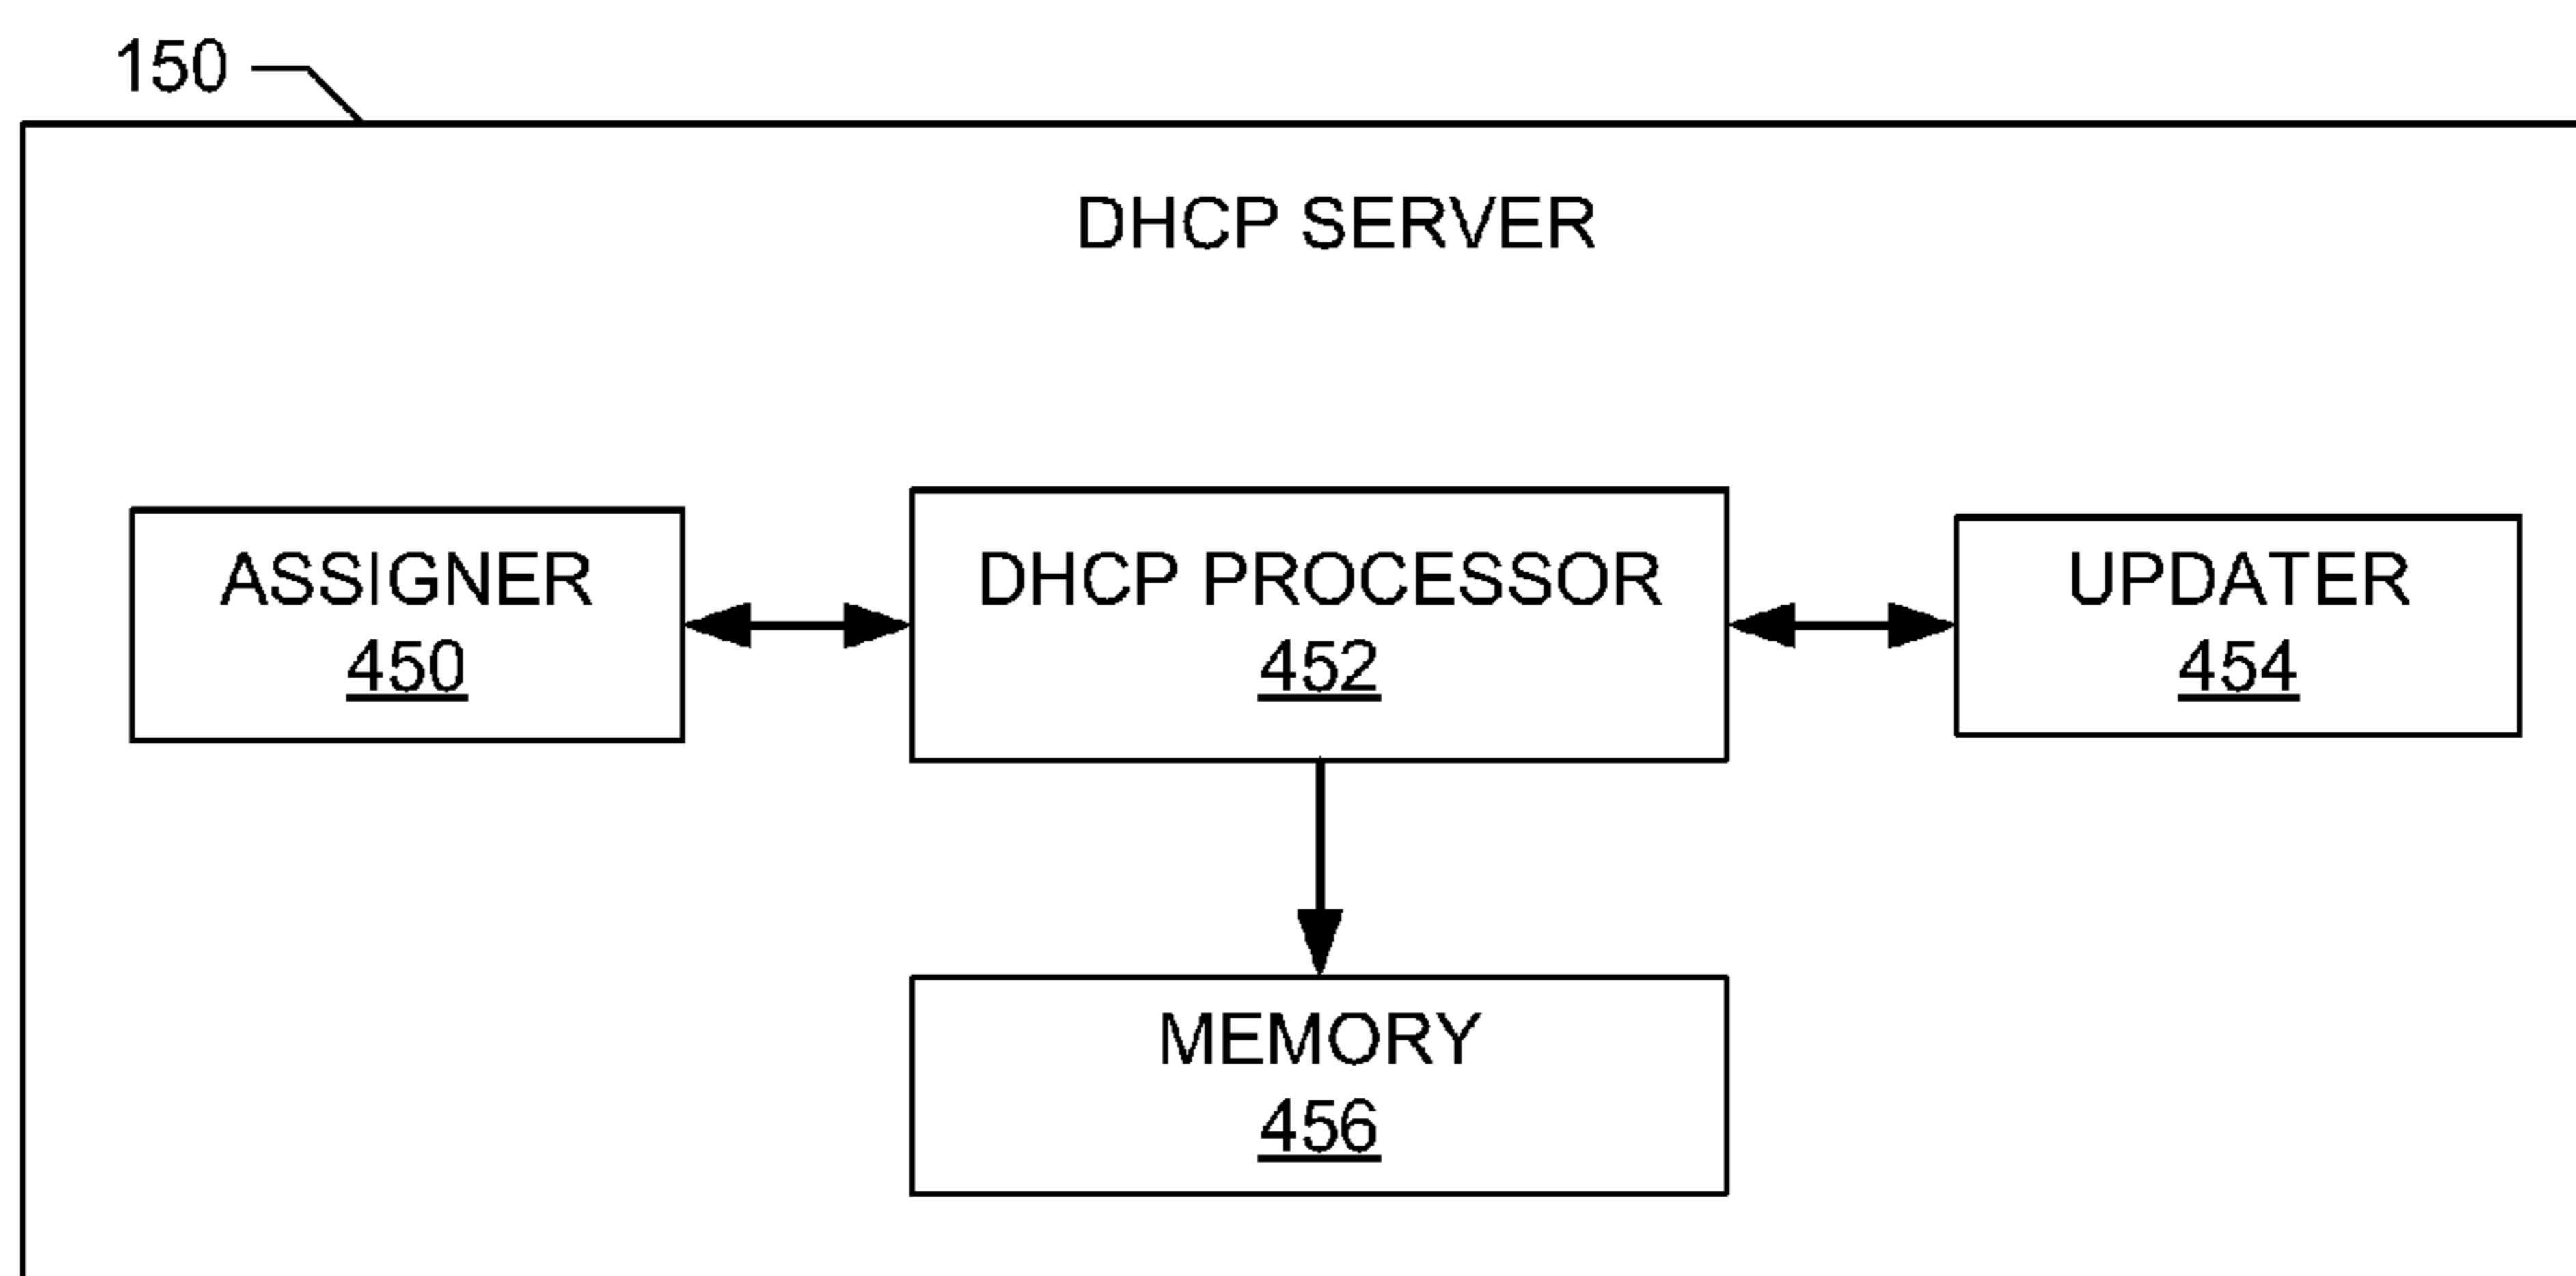 150
DHCP SERVER
ASSIGNER
450
DHCP PROCESSOR
452
UPDATER
454
MEMORY
456